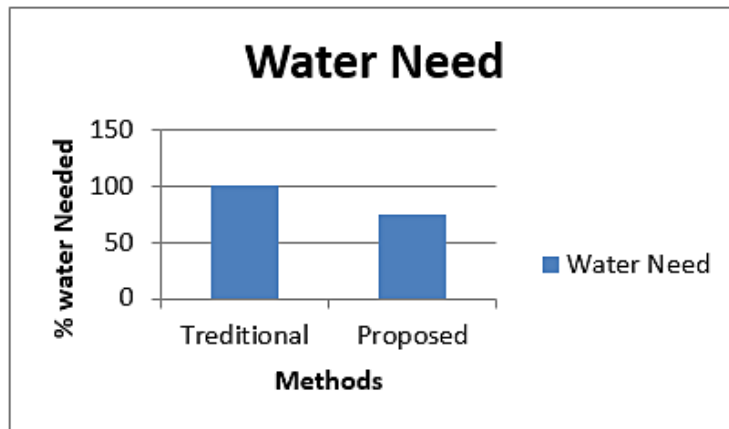 Water Need
% water Needed
150
100
50
0
Treditional Proposed
Methods
Water Need